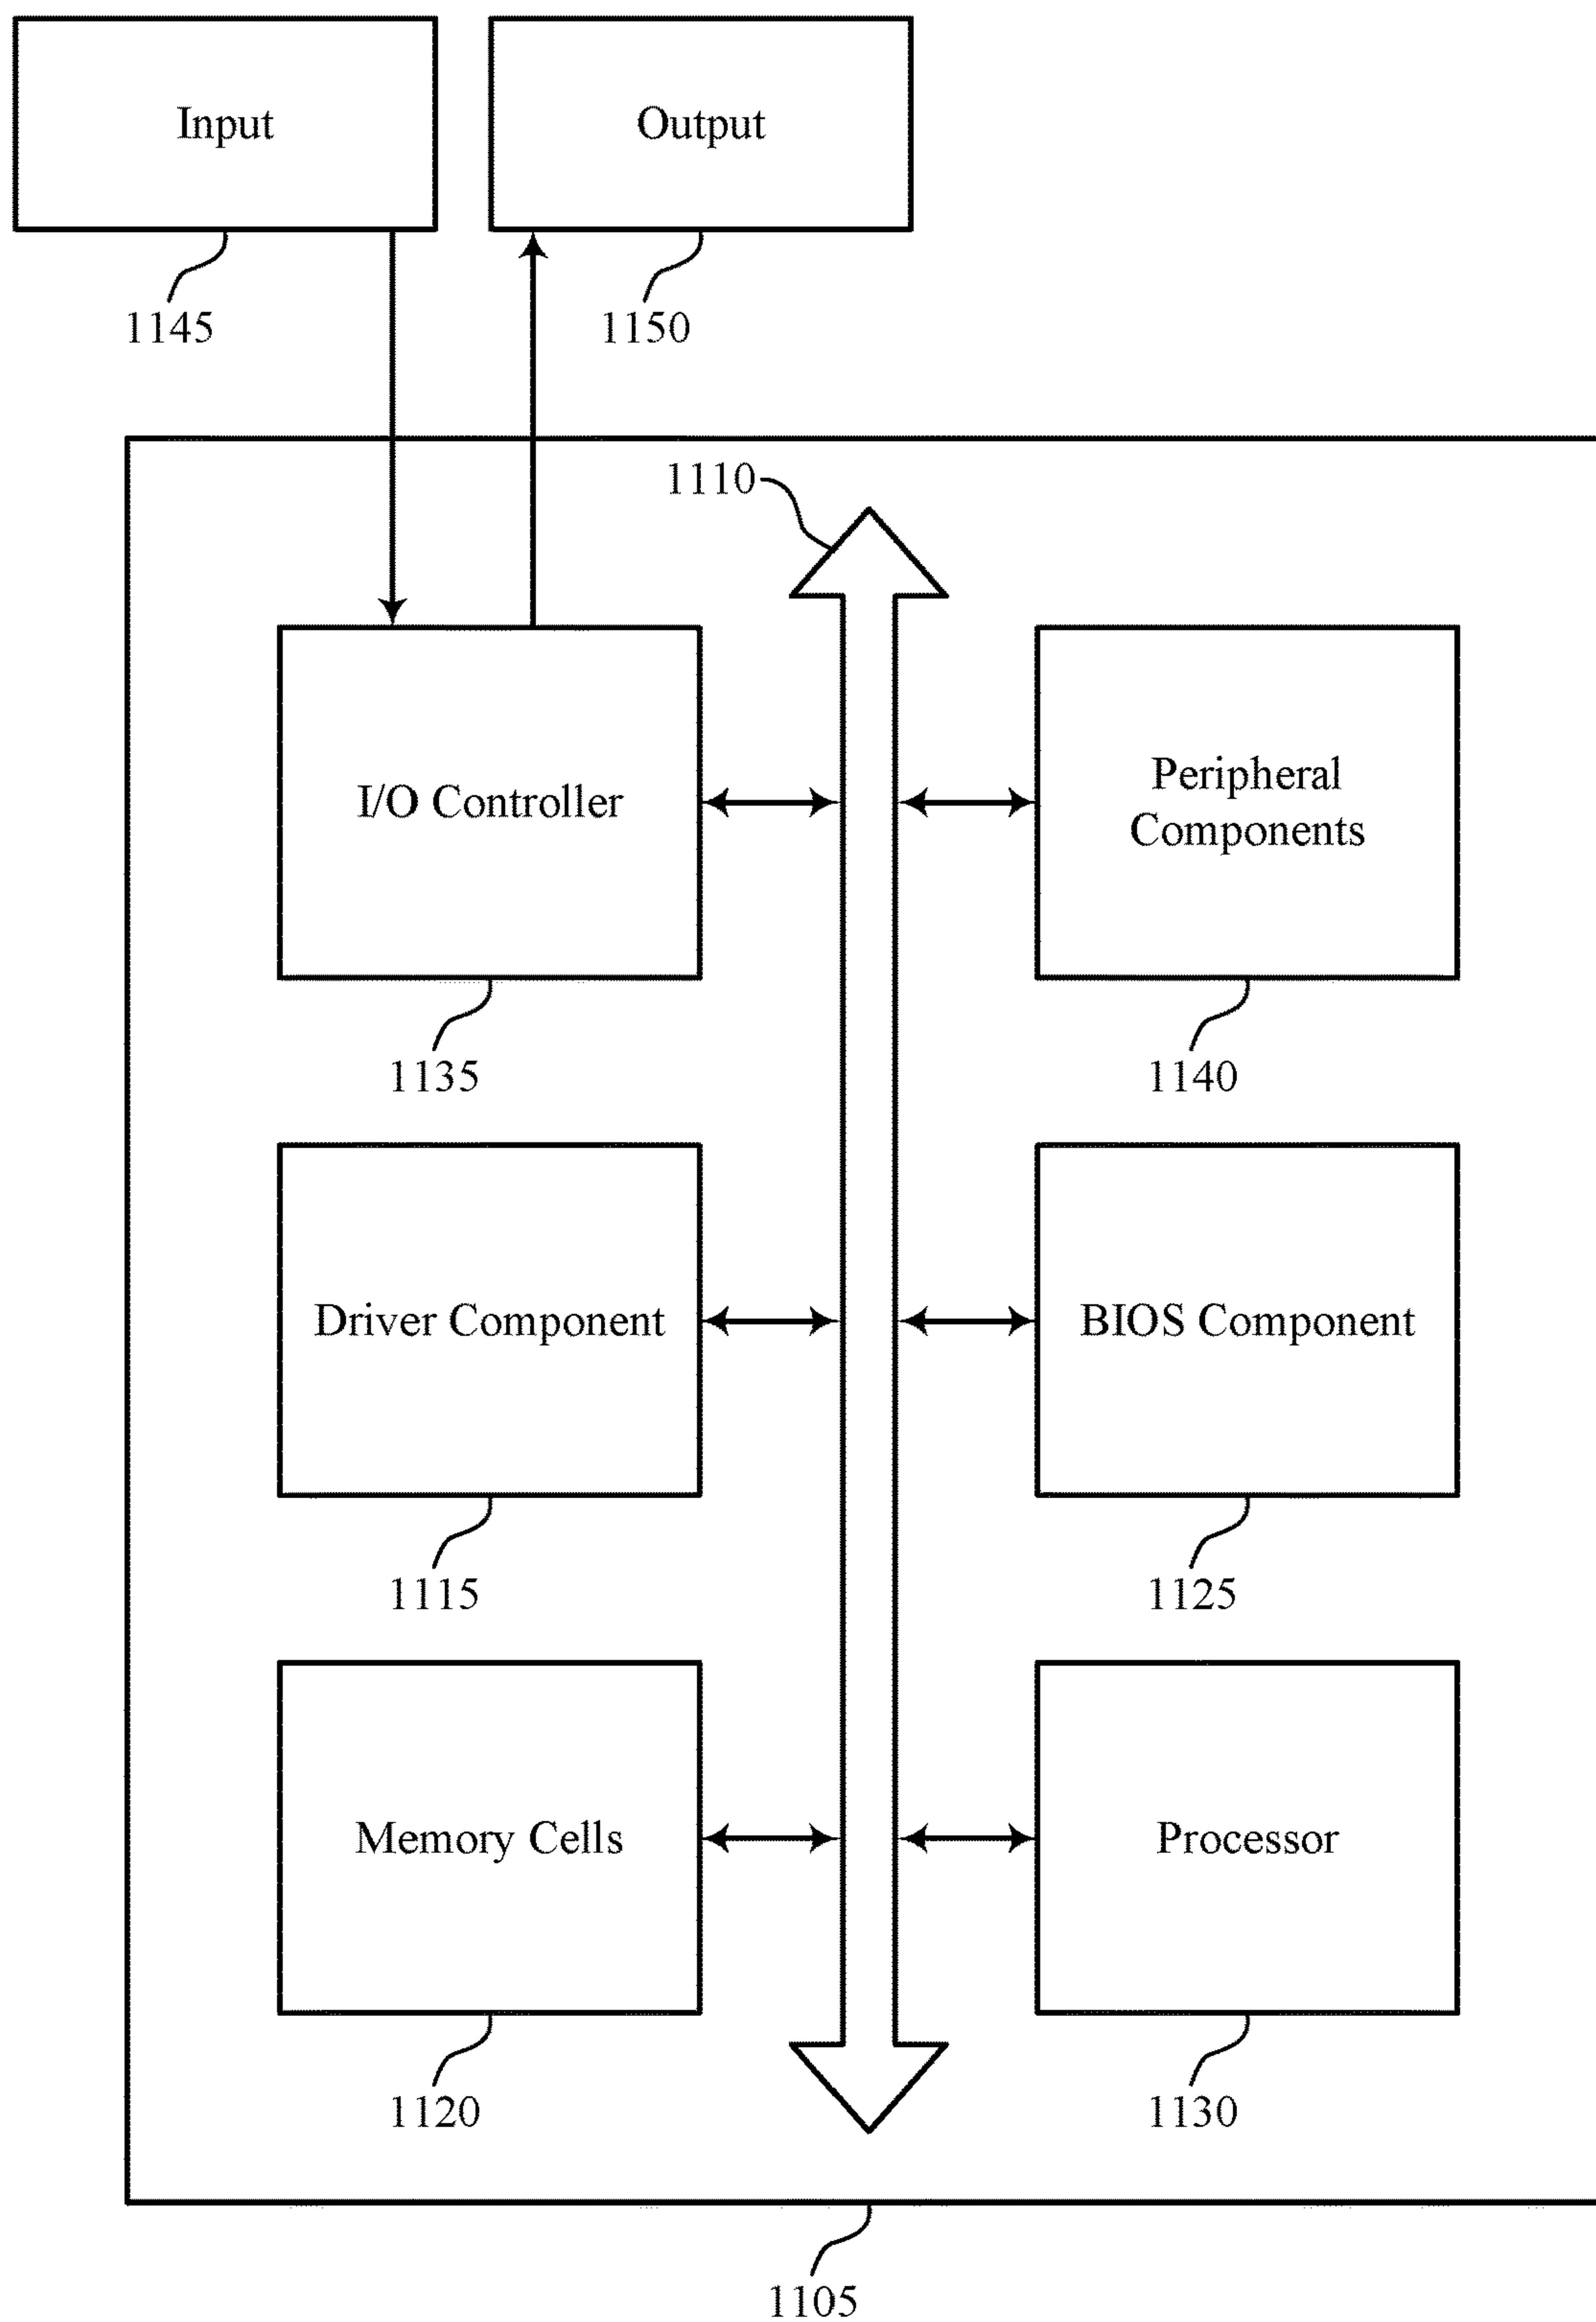 Input
Output
1145
1150
1110
I/O Controller
Peripheral
Components
1135
1140
Driver Component
BIOS Component
1115
1125
Memory Cells
Processor
1120
1130
1105